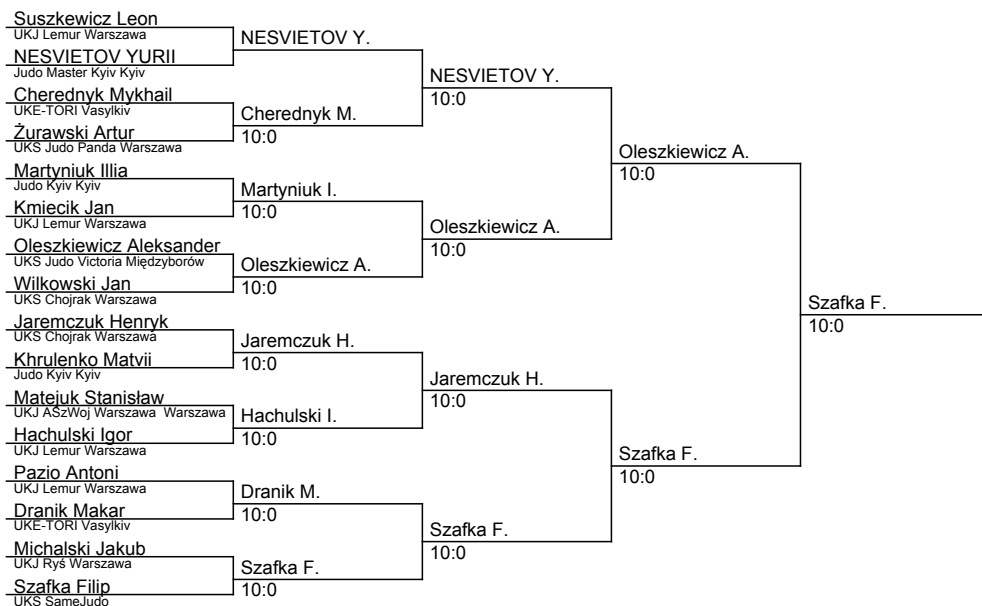 Suszkewicz Leon
UKJ Lemur Warszawa
NESVIETOV YURII
Judo Master Kyiv Kyiv
Cherednyk Mykhail
UKE-TORI Vasylkiv
Żurawski Artur
UKS Judo Panda Warszawa
Martyniuk Illia
Judo Kyiv Kyiv
Kmiecik Jan
UKJ Lemur Warszawa
Oleszkiewicz Aleksander
UKS Judo Victoria Międzyborów
Wilkowski Jan
UKS Chojrak Warszawa
Jaremczuk Henryk
UKS Chojrak Warszawa
Khrulenko Matvii
Judo Kyiv Kyiv
Matejuk Stanisław
UKJ ASzWoj Warszawa Warszawa
Hachulski Igor
UKJ Lemur Warszawa
Pazio Antoni
UKJ Lemur Warszawa
Dranik Makar
UKE-TORI Vasylkiv
Michalski Jakub
UKJ Ryś Warszawa
Szafka Filip
UKS SameJudo
NESVIETOV Y.
Cherednyk M.
10:0
Martyniuk I.
10:0
Oleszkiewicz A.
10:0
Jaremczuk H.
10:0
Hachulski I.
10:0
Dranik M.
10:0
Szafka F.
10:0
NESVIETOV Y.
10:0
Oleszkiewicz A.
10:0
Jaremczuk H.
10:0
Szafka F.
10:0
Oleszkiewicz A.
10:0
Szafka F.
10:0
Szafka F.
10:0